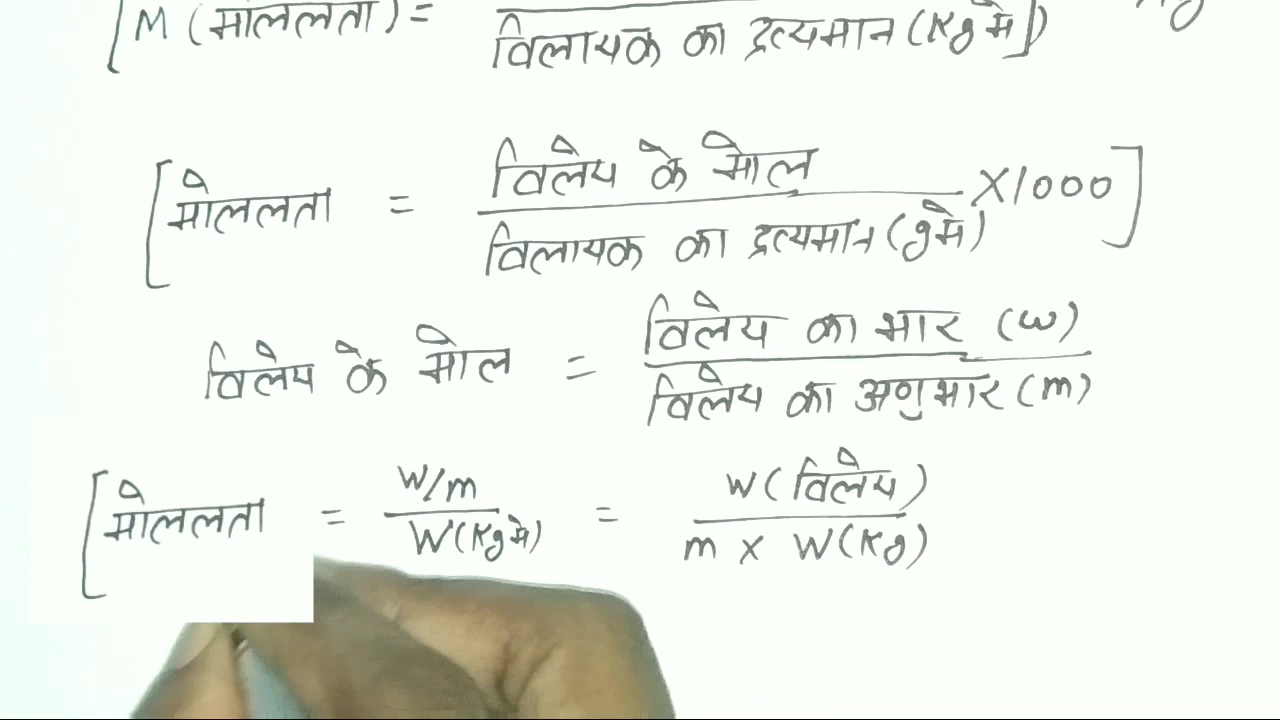 [M (मोललता) =
विलायक का द्रव्यमान (Kg मे)]
[मोललता = विलेय के मोल
विलायक का द्रव्यमान (g मे) X1000]
विलेय के मोल = विलेय का भार (w)
विलेय का अणुभार (m)
[मोललता = w/m
W(Kg मे) = w (विलेय)
m x W(Kg)